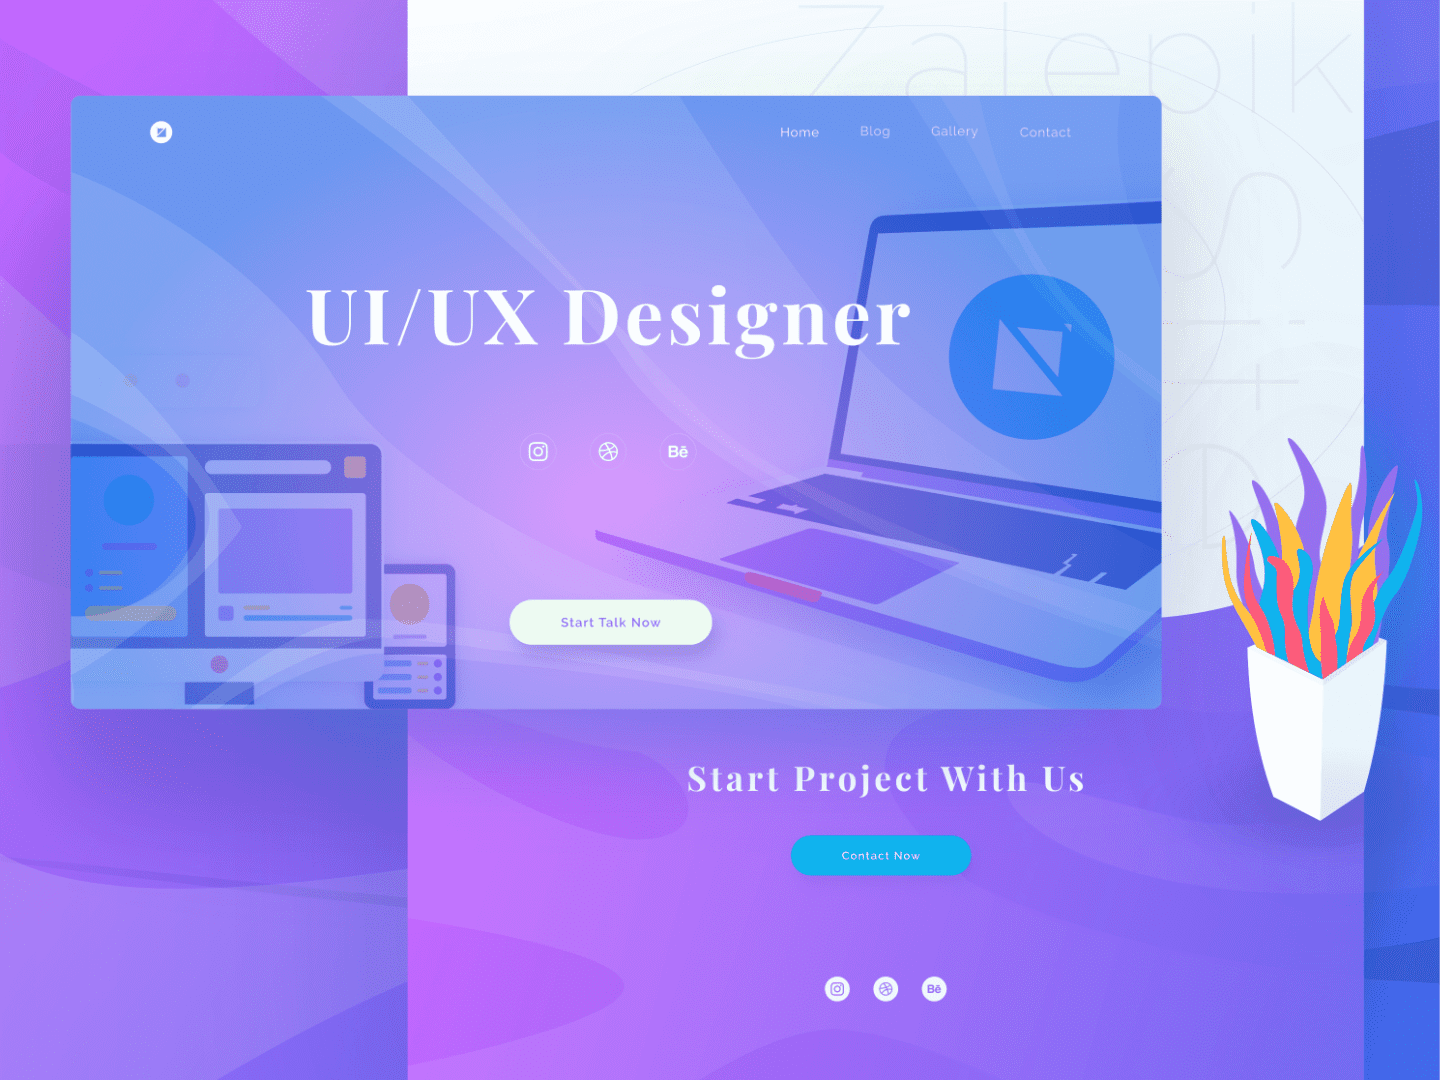 Zalepik
Home Blog Gallery Contact
UI/UX Designer
Bē
Start Talk Now
Start Project With Us
Contact Now
Bē